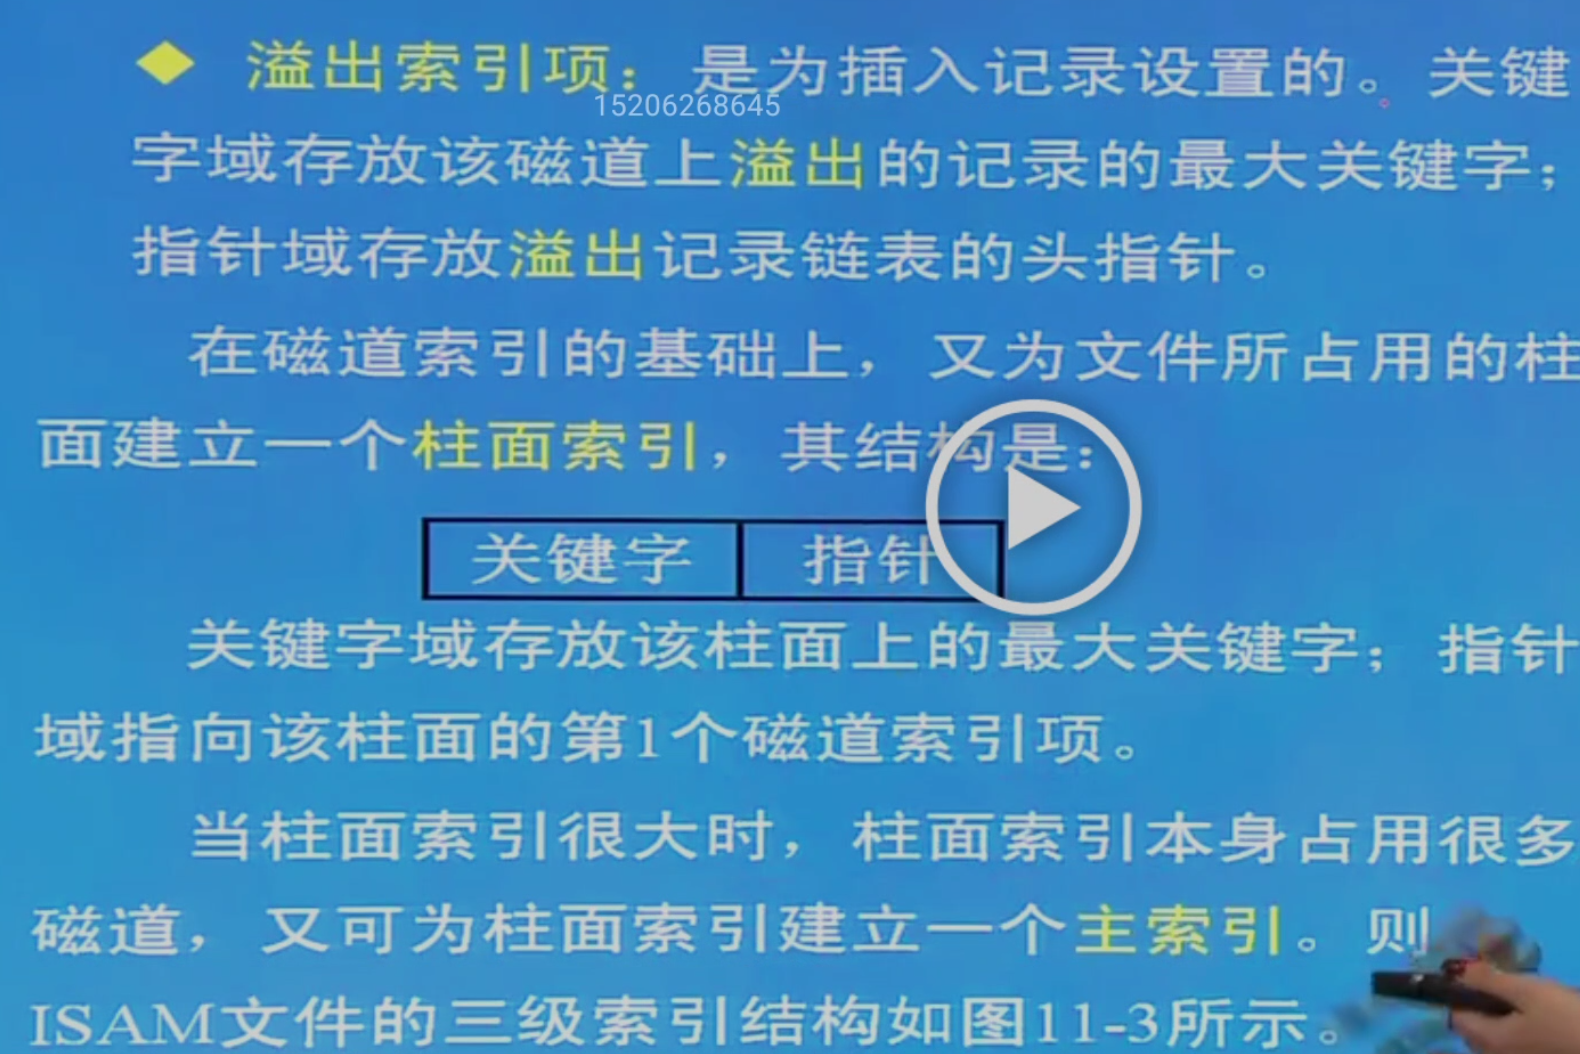 ◆ 溢出索引项：是为插入记录设置的。关键
15206268645
字域存放该磁道上溢出的记录的最大关键字；
指针域存放溢出记录链表的头指针。
在磁道索引的基础上，又为文件所占用的柱
面建立一个柱面索引，其结构是：
关键字 指针
关键字域存放该柱面上的最大关键字；指针
域指向该柱面的第1个磁道索引项。
当柱面索引很大时，柱面索引本身占用很多
磁道，又可为柱面索引建立一个主索引。则
ISAM文件的三级索引结构如图11-3所示。